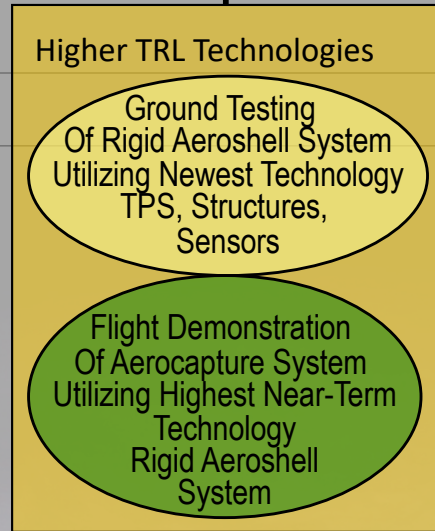 Higher TRL Technologies
Ground Testing
Of Rigid Aeroshell System
Utilizing Newest Technology
TPS, Structures,
Sensors
Flight Demonstration
Of Aerocapture System
Utilizing Highest Near-Term
Technology
Rigid Aeroshell
System